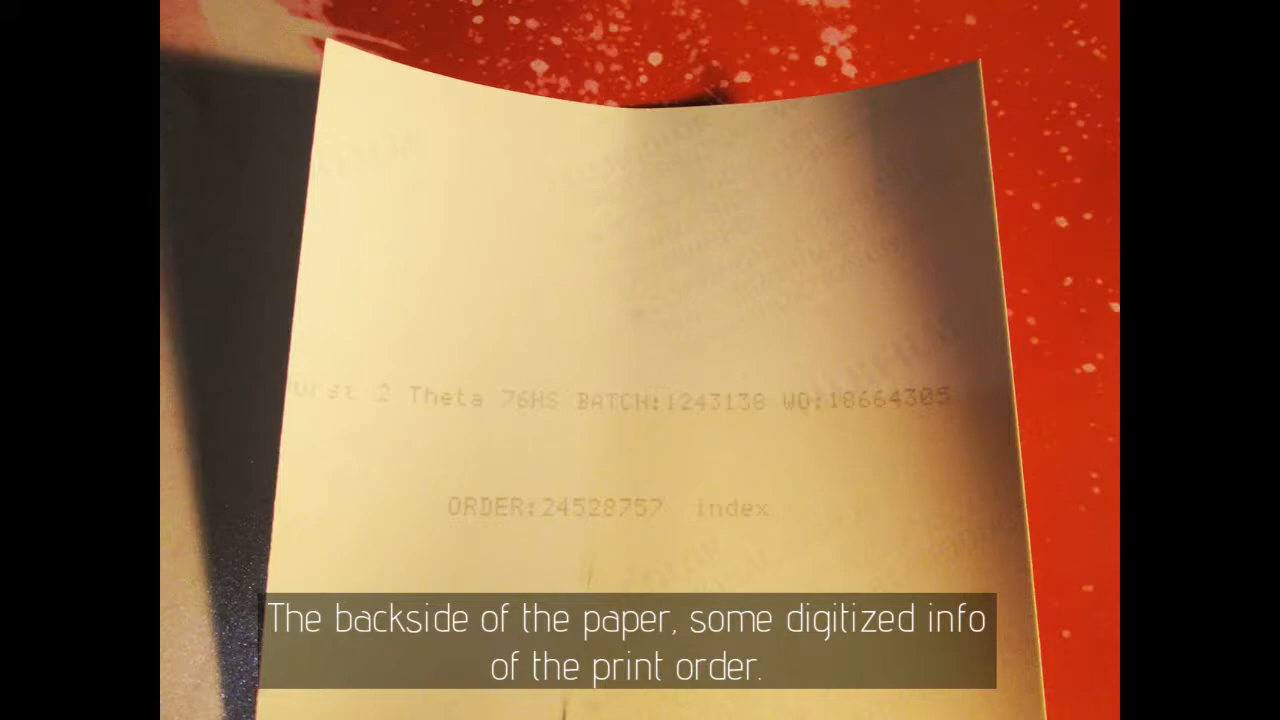 2 Theta 76HS BATCH:1243138 WO:18664305
ORDER:24528757 index
The backside of the paper, some digitized info
of the print order.